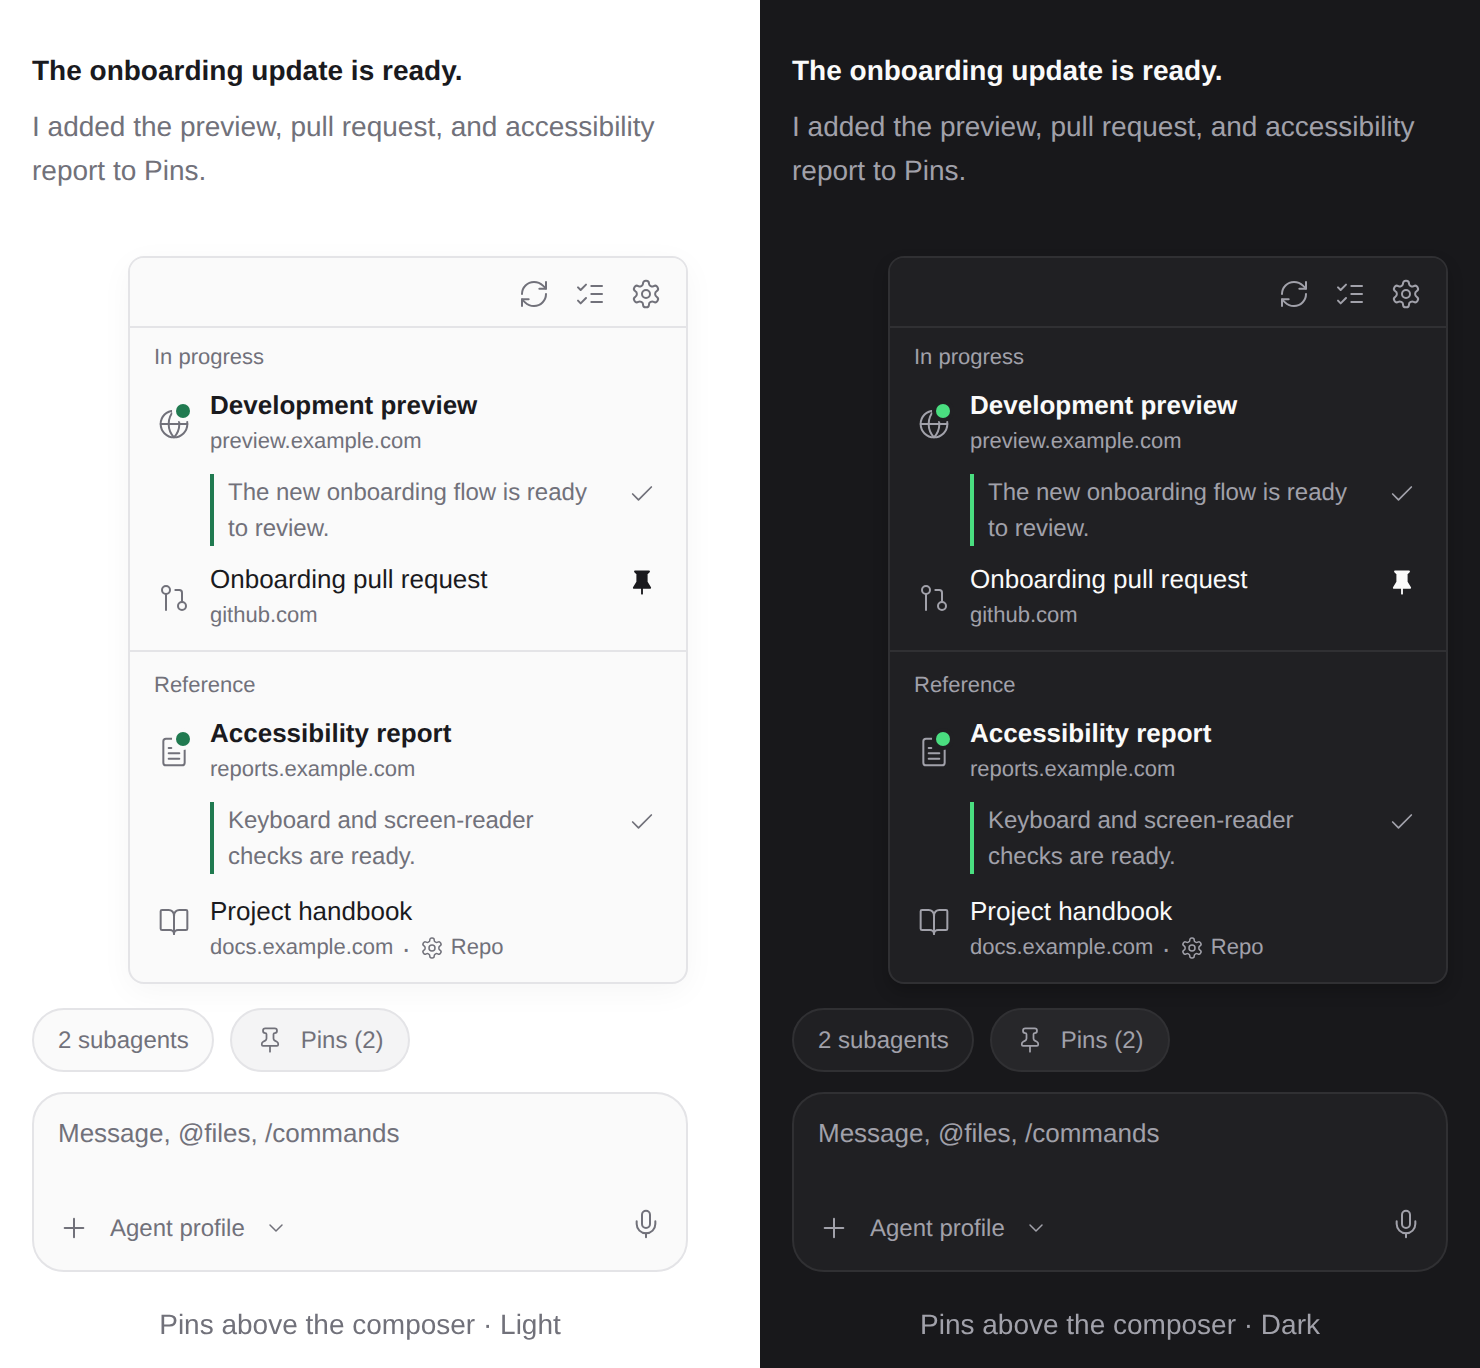 The onboarding update is ready.
I added the preview, pull request, and accessibility
report to Pins.
In progress
Development preview
preview.example.com
The new onboarding flow is ready
to review.
Onboarding pull request
github.com
Reference
Accessibility report
reports.example.com
Keyboard and screen-reader
checks are ready.
Project handbook
docs.example.com · Repo
2 subagents
Pins (2)
Message, @files, /commands
Agent profile
Pins above the composer · Light
The onboarding update is ready.
I added the preview, pull request, and accessibility
report to Pins.
In progress
Development preview
preview.example.com
The new onboarding flow is ready
to review.
Onboarding pull request
github.com
Reference
Accessibility report
reports.example.com
Keyboard and screen-reader
checks are ready.
Project handbook
docs.example.com · Repo
2 subagents
Pins (2)
Message, @files, /commands
Agent profile
Pins above the composer · Dark